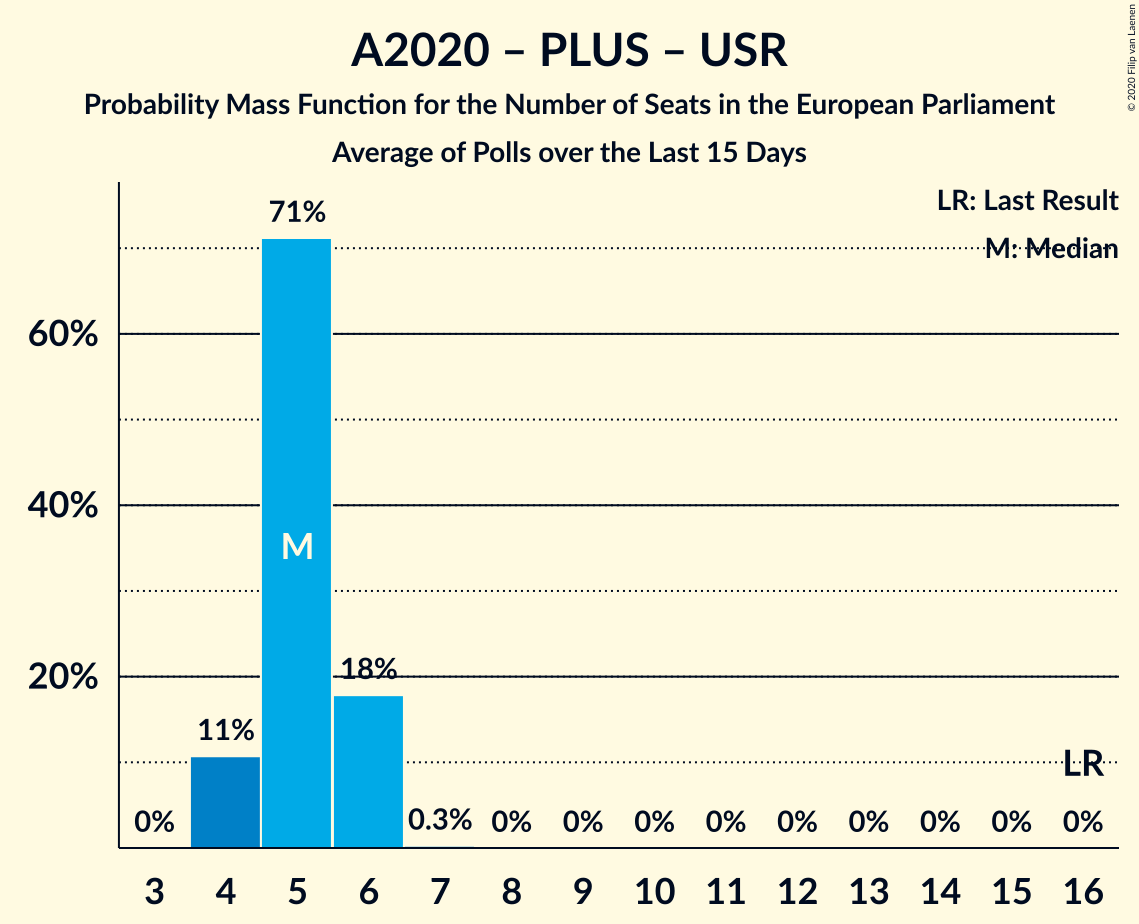 A2020 – PLUS – USR
Probability Mass Function for the Number of Seats in the European Parliament
Average of Polls over the Last 15 Days
© 2020 Filip van Laenen
LR: Last Result
M: Median
71%
60%
40%
M
20%
18%
11%
LR
0%
0.3%
0%
0%
0%
0%
0%
0%
0%
0%
0%
3 4 5 6 7 8 9 10 11 12 13 14 15 16